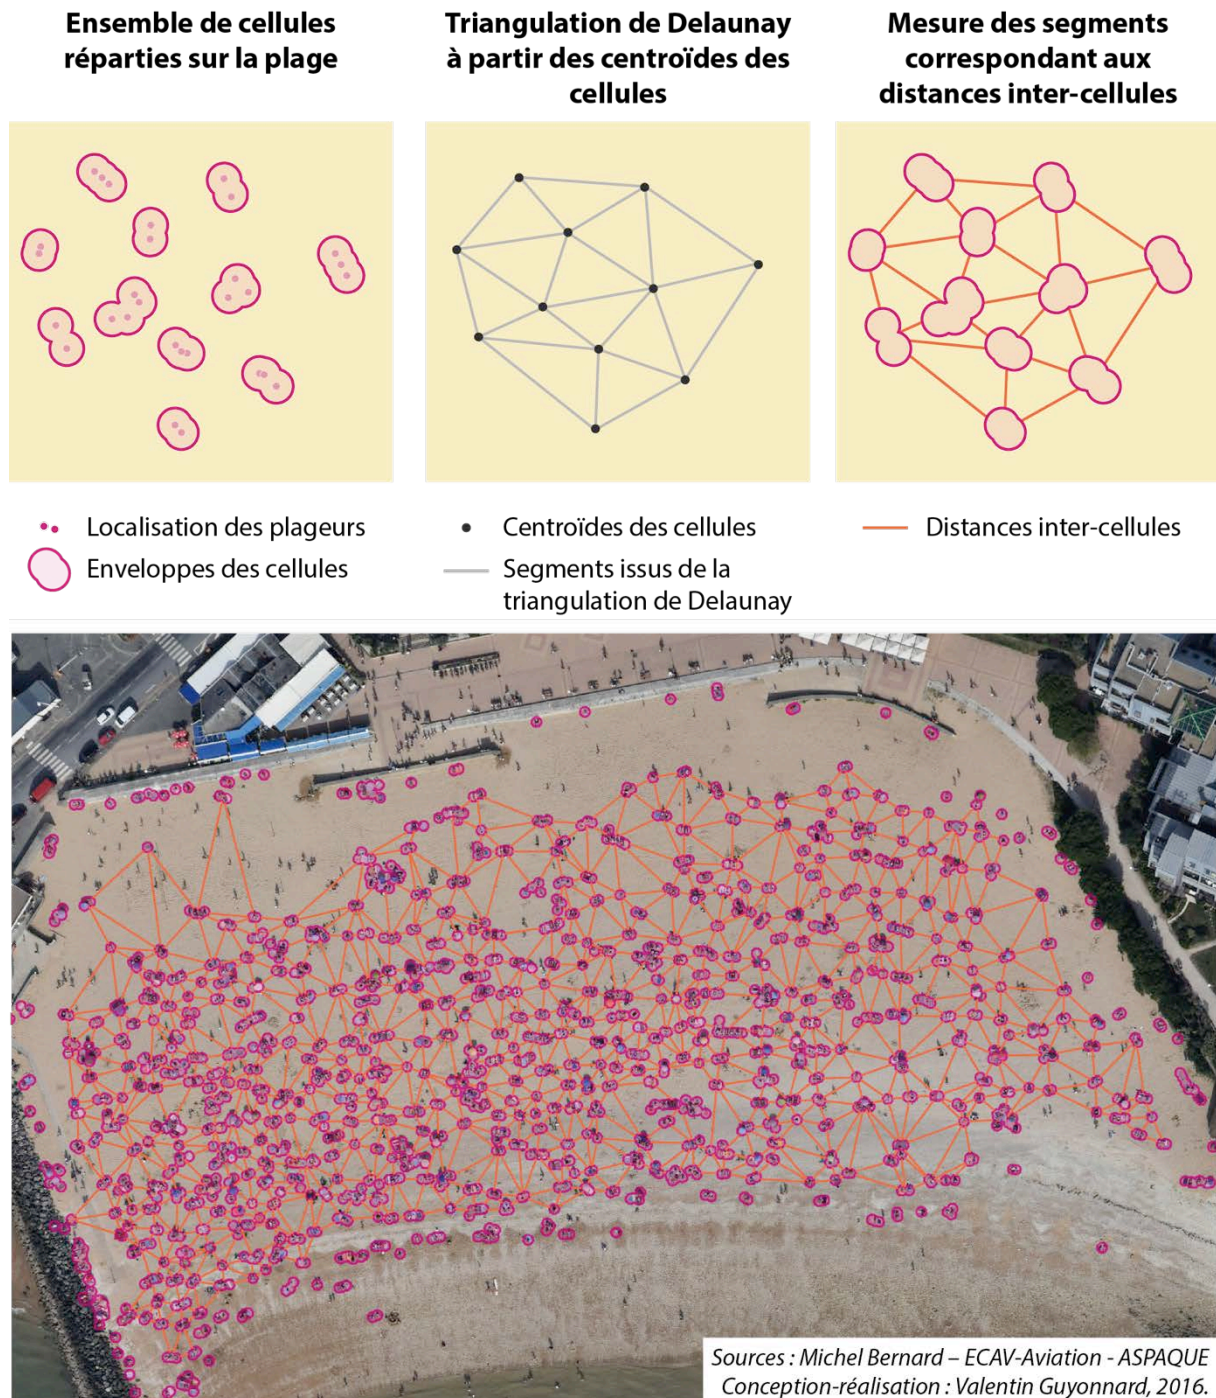 Ensemble de cellules
réparties sur la plage
Triangulation de Delaunay
à partir des centroïdes des
cellules
Mesure des segments
correspondant aux
distances inter-cellules
Localisation des plageurs
Enveloppes des cellules
Centroïdes des cellules
Segments issus de la
triangulation de Delaunay
Distances inter-cellules
Sources : Michel Bernard – ECAV-Aviation - ASPAQUE
Conception-réalisation : Valentin Guyonnard, 2016.